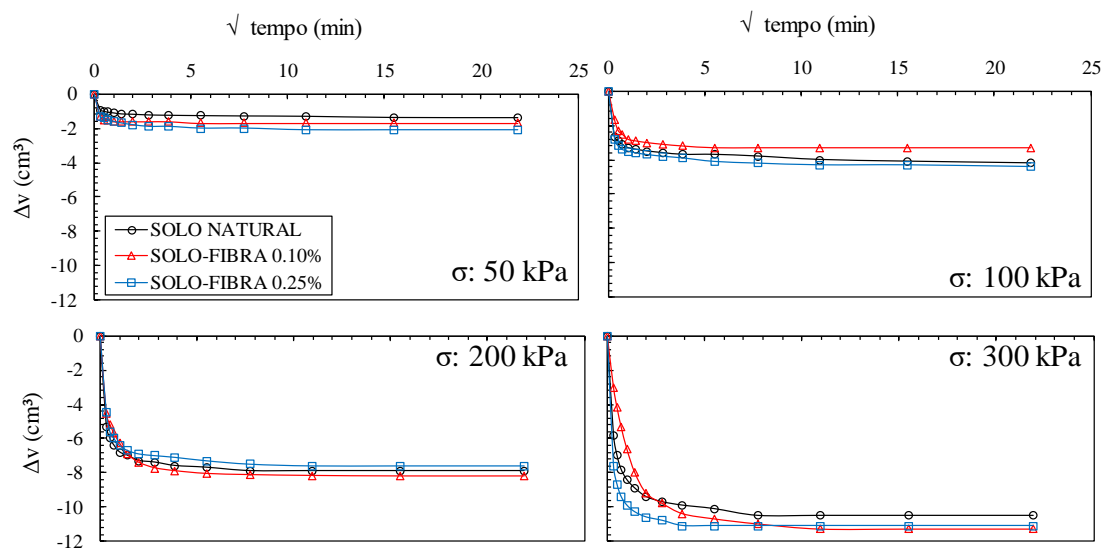 √ tempo (min)
√ tempo (min)
0 5 10 15 20 25
0 5 10 15 20 25
0
-2
-4
-6
-8
-10
-12
Δv (cm³)
SOLO NATURAL
SOLO-FIBRA 0.10%
SOLO-FIBRA 0.25%
σ: 50 kPa
σ: 100 kPa
0
-2
-4
-6
-8
-10
-12
Δv (cm³)
σ: 200 kPa
σ: 300 kPa